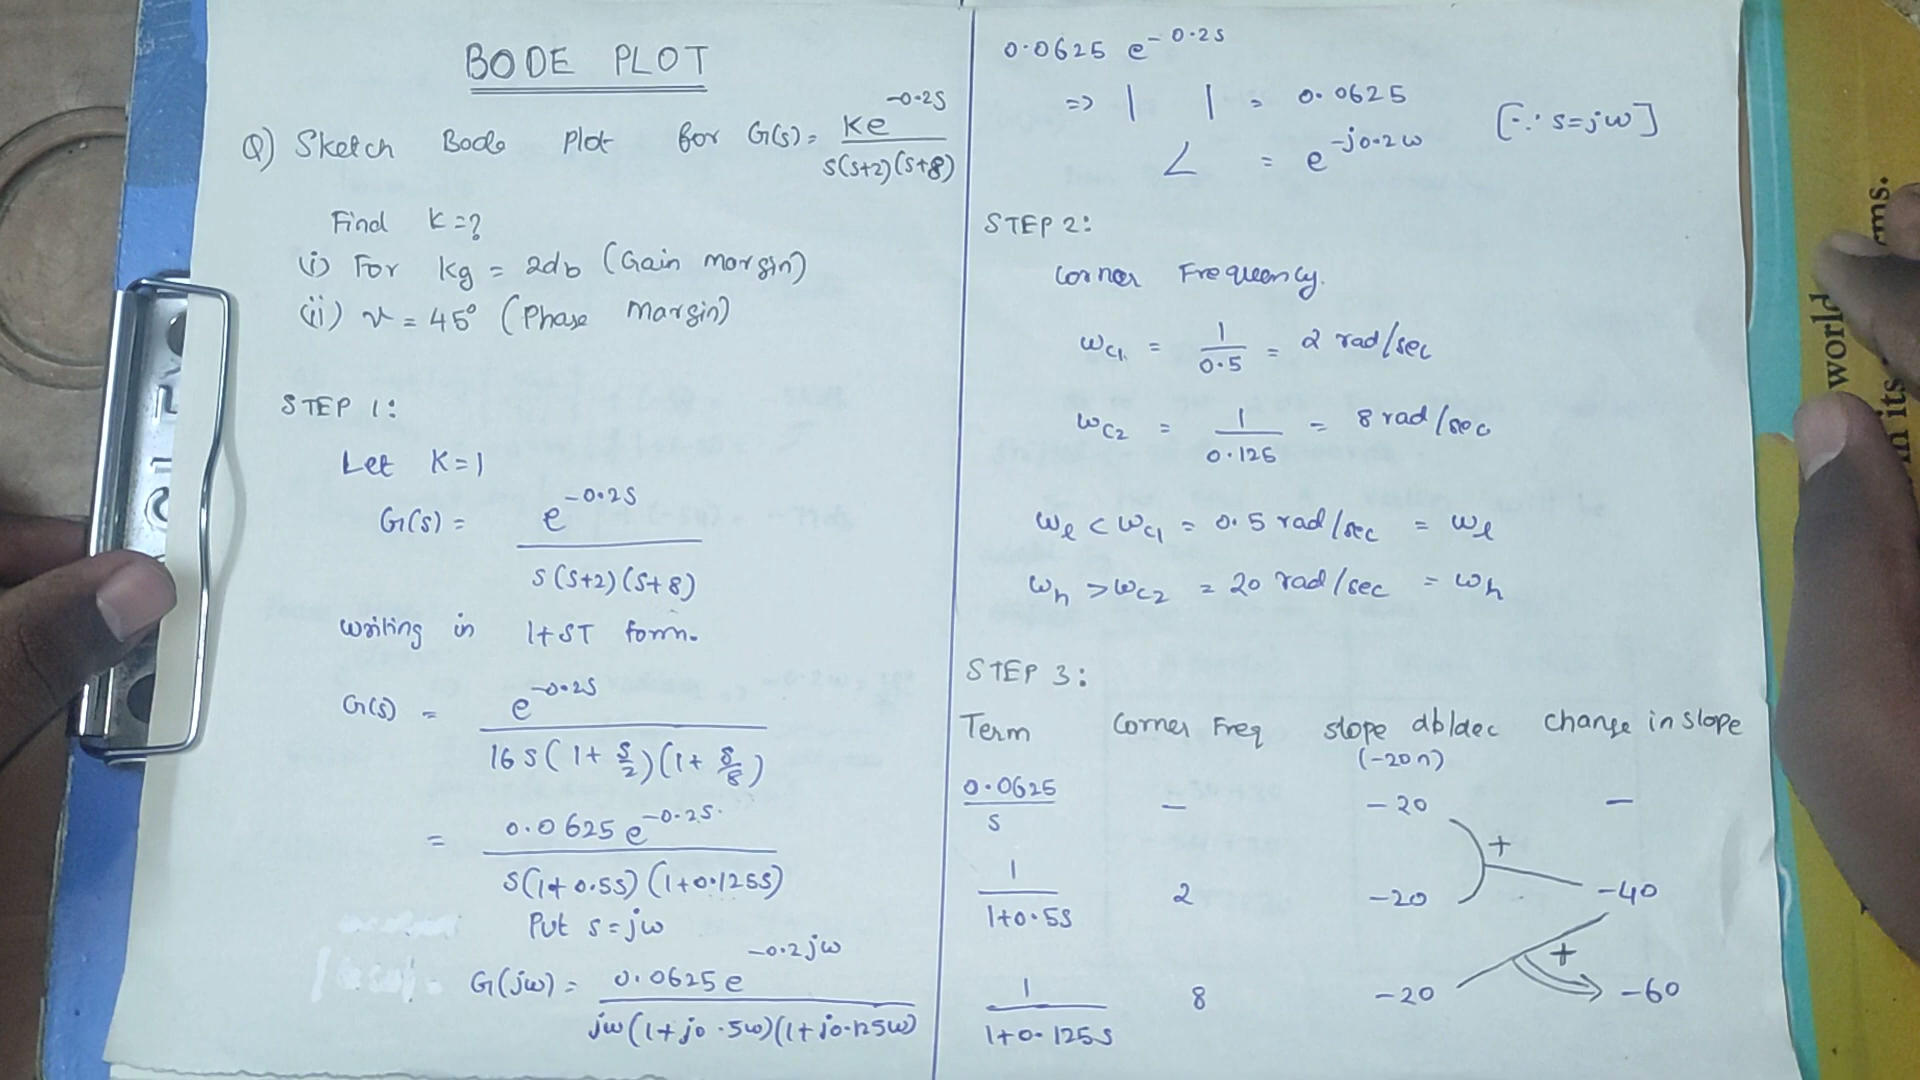 BODE PLOT
Q) Sketch Bode Plot for G(s) = Ke^-0.2s / s(s+2)(s+8)
Find K=?
(i) For kg = 2db (Gain Margin)
(ii) r = 45° (Phase Margin)
STEP 1:
Let K=1
G(s) = e^-0.2s / s(s+2)(s+8)
Writing in 1+ST form.
G(s) = e^-0.2s / 16s(1+s/2)(1+s/8)
= 0.0625e^-0.2s / s(1+0.5s)(1+0.125s)
Put s=jω
G(jω) = 0.0625e^-0.2jω / jω(1+j0.5ω)(1+j0.125ω)
0.0625 e^-0.2s
=> | | = 0.0625
∠ = e^-j0.2ω [∵ s=jω]
STEP 2:
Corner Frequency.
ωc1 = 1/0.5 = 2 rad/sec
ωc2 = 1/0.125 = 8 rad/sec
ωl < ωc1 = 0.5 rad/sec = ωl
ωh > ωc2 = 20 rad/sec = ωh
STEP 3:
Term Corner Freq slope db/dec change in slope
(-20n)
0.0625/s — -20 —
+
1/1+0.5s 2 -20 -40
+
1/1+0.125s 8 -20 -60
world
in its
rms.